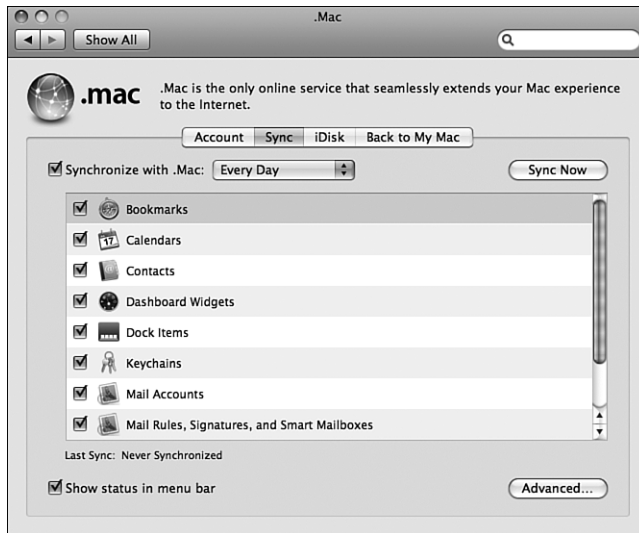 .Mac
Show All
.mac
.Mac is the only online service that seamlessly extends your Mac experience
to the Internet.
Account Sync iDisk Back to My Mac
Synchronize with .Mac: Every Day Sync Now
Bookmarks
17 Calendars
Contacts
Dashboard Widgets
Dock Items
Keychains
Mail Accounts
Mail Rules, Signatures, and Smart Mailboxes
Last Sync: Never Synchronized
Show status in menu bar Advanced...